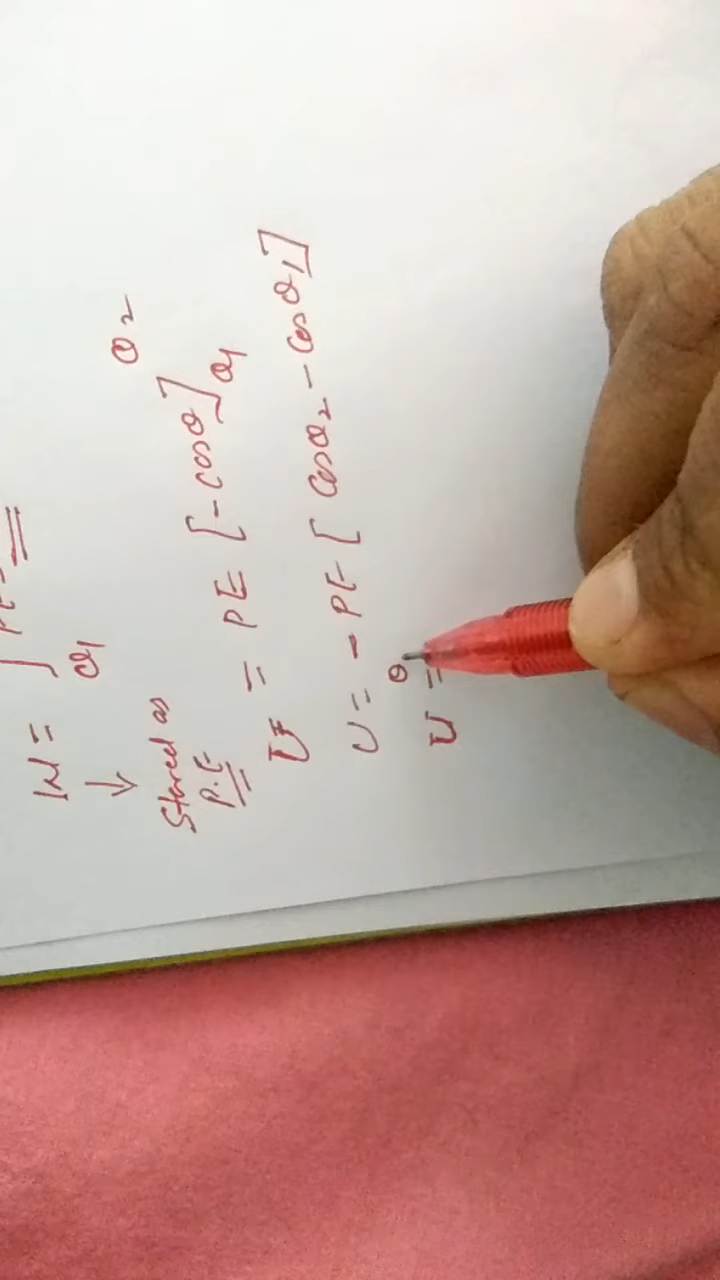 W = ∫ PE
θ1
↓
Stored as
P.E
θ2
U = PE [-cosθ]θ1
U = -PE [cosθ2 - cosθ1]
θ
U =